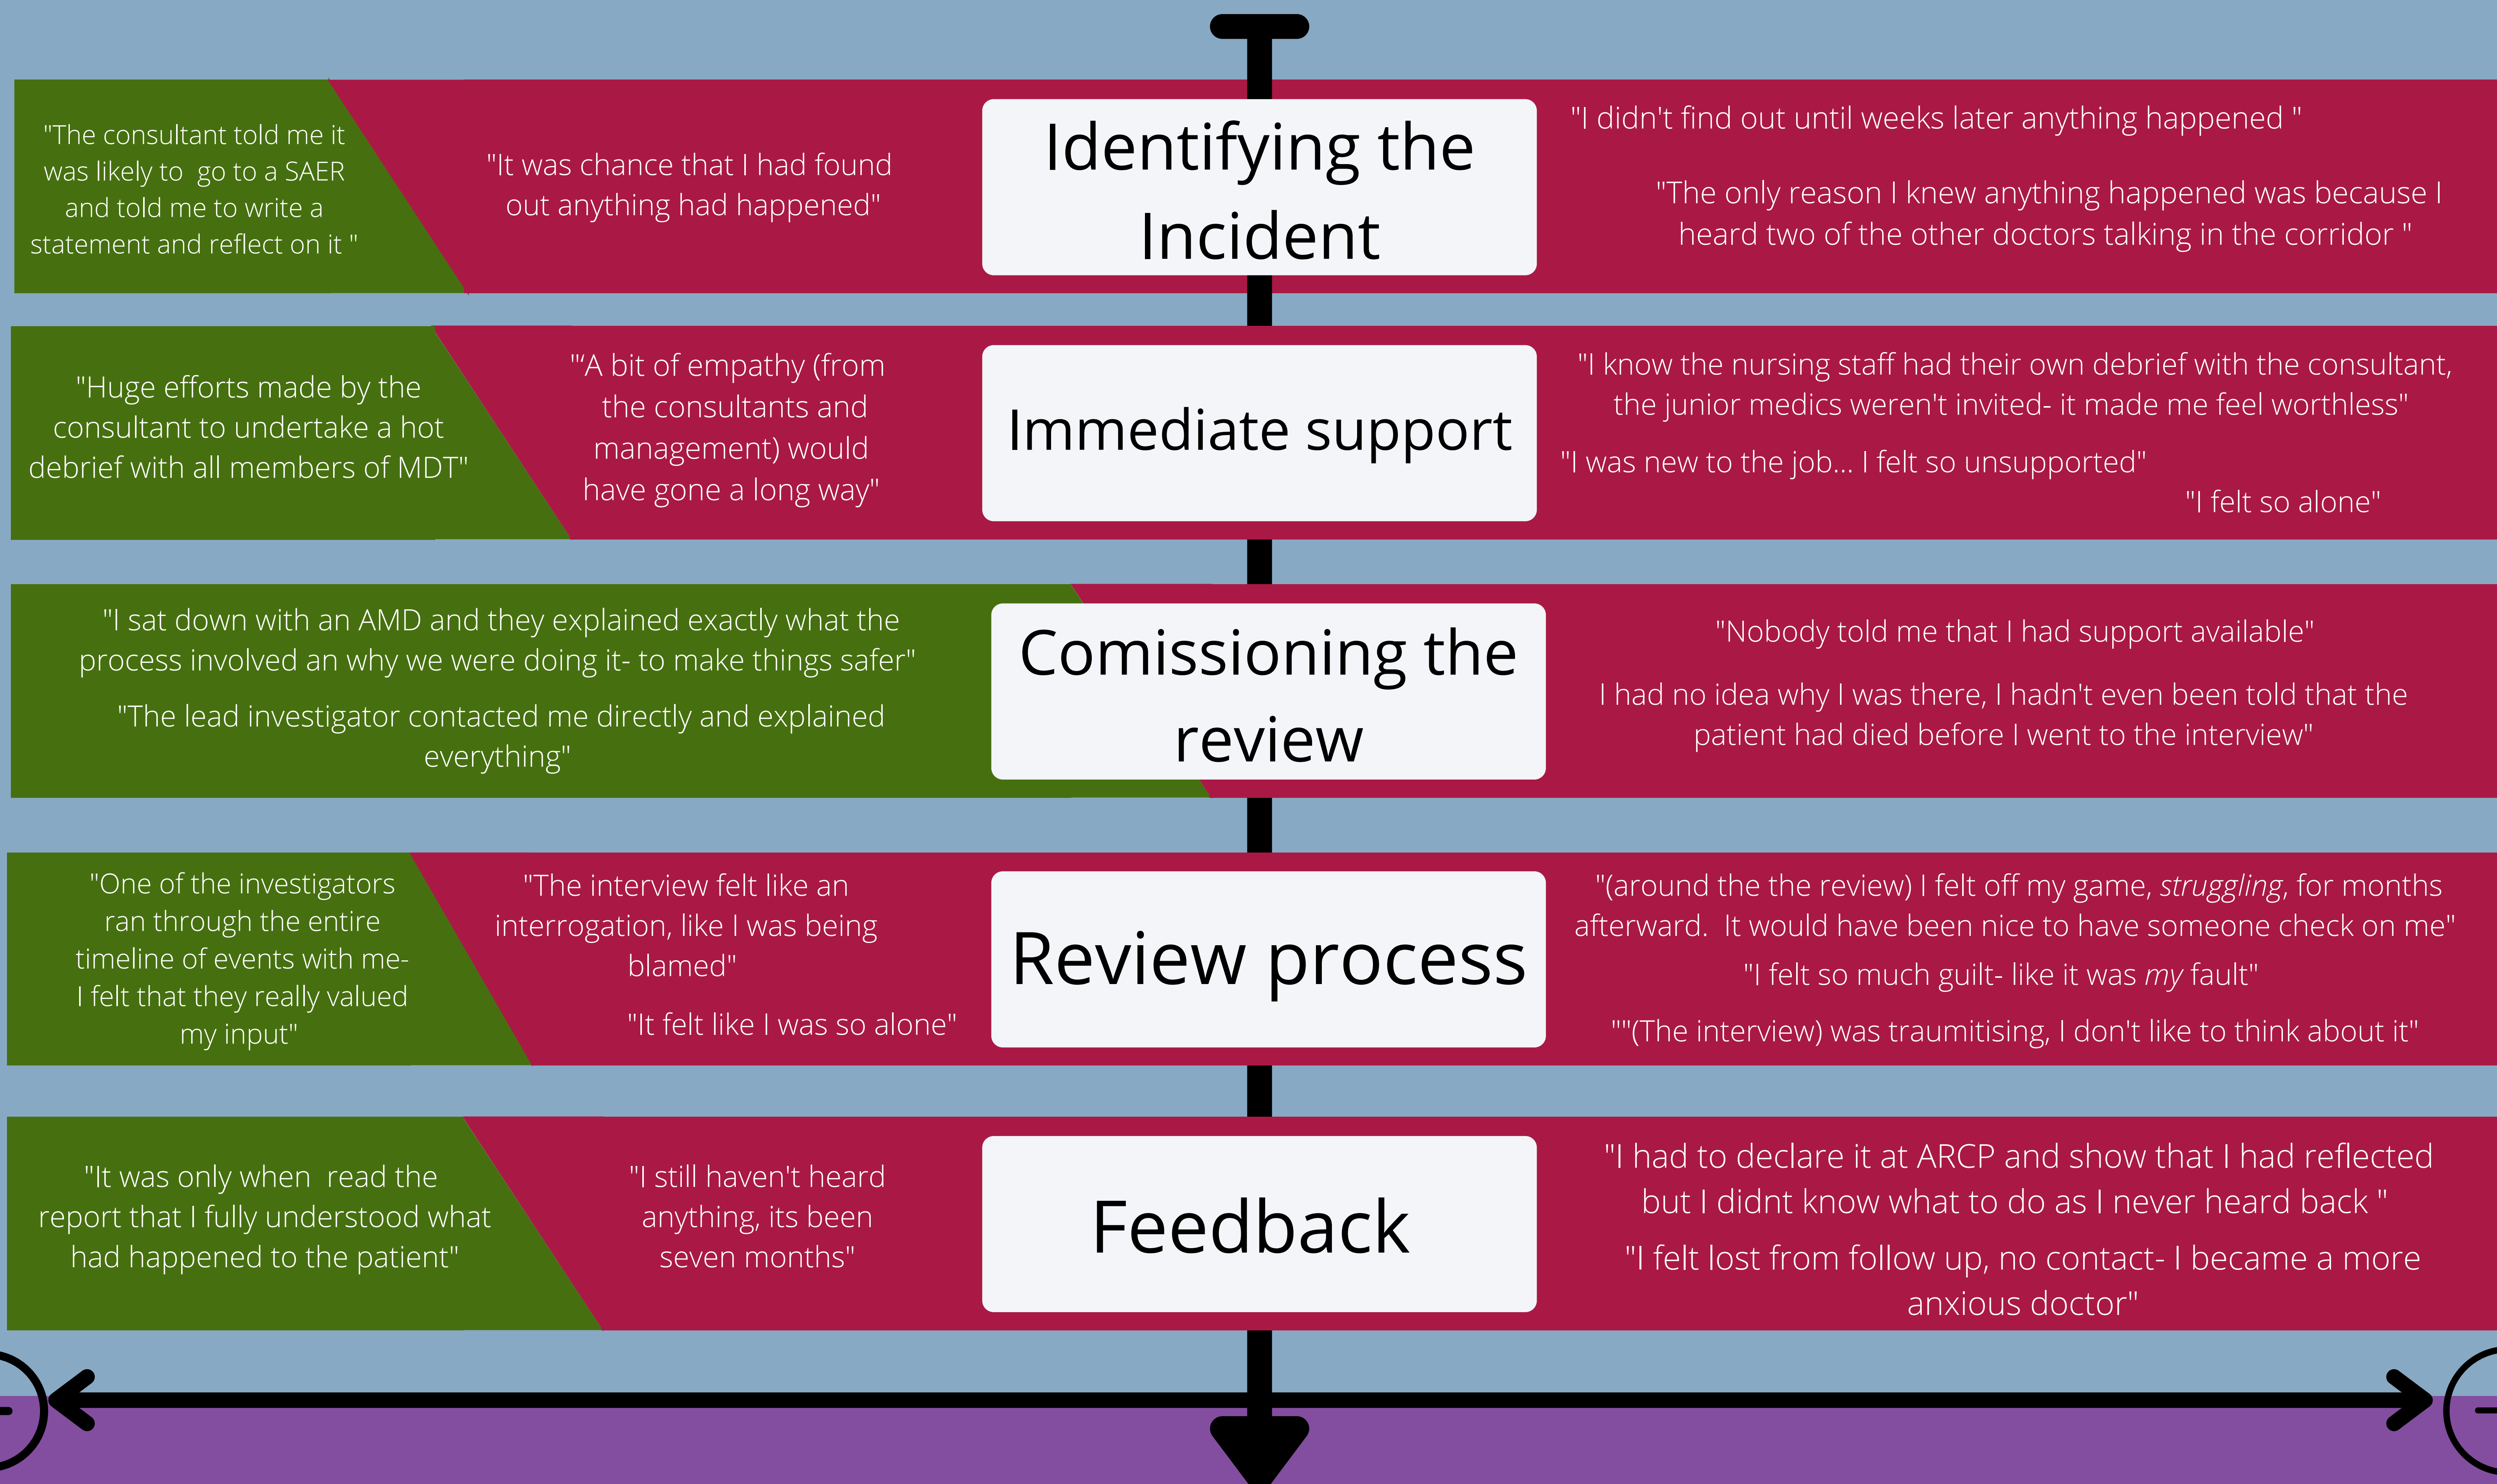 "The consultant told me it
was likely to  go to a SAER
and told me to write a
statement and reflect on it "
"It was chance that I had found
out anything had happened"
Identifying the
Incident
"I didn't find out until weeks later anything happened "
"The only reason I knew anything happened was because I
heard two of the other doctors talking in the corridor "
"Huge efforts made by the
consultant to undertake a hot
debrief with all members of MDT"
"‘A bit of empathy (from
the consultants and
management) would
have gone a long way"
Immediate support
"I know the nursing staff had their own debrief with the consultant,
the junior medics weren't invited- it made me feel worthless"
"I was new to the job... I felt so unsupported"
"I felt so alone"
"I sat down with an AMD and they explained exactly what the
process involved an why we were doing it- to make things safer"
"The lead investigator contacted me directly and explained
everything"
Comissioning the
review
"Nobody told me that I had support available"
I had no idea why I was there, I hadn't even been told that the
patient had died before I went to the interview"
"One of the investigators
ran through the entire
timeline of events with me-
I felt that they really valued
my input"
"The interview felt like an
interrogation, like I was being
blamed"
"It felt like I was so alone"
Review process
"(around the the review) I felt off my game, struggling, for months
afterward.  It would have been nice to have someone check on me"
"I felt so much guilt- like it was my fault"
""(The interview) was traumitising, I don't like to think about it"
"It was only when  read the
report that I fully understood what
had happened to the patient"
"I still haven't heard
anything, its been
seven months"
Feedback
"I had to declare it at ARCP and show that I had reflected
but I didnt know what to do as I never heard back "
"I felt lost from follow up, no contact- I became a more
anxious doctor"